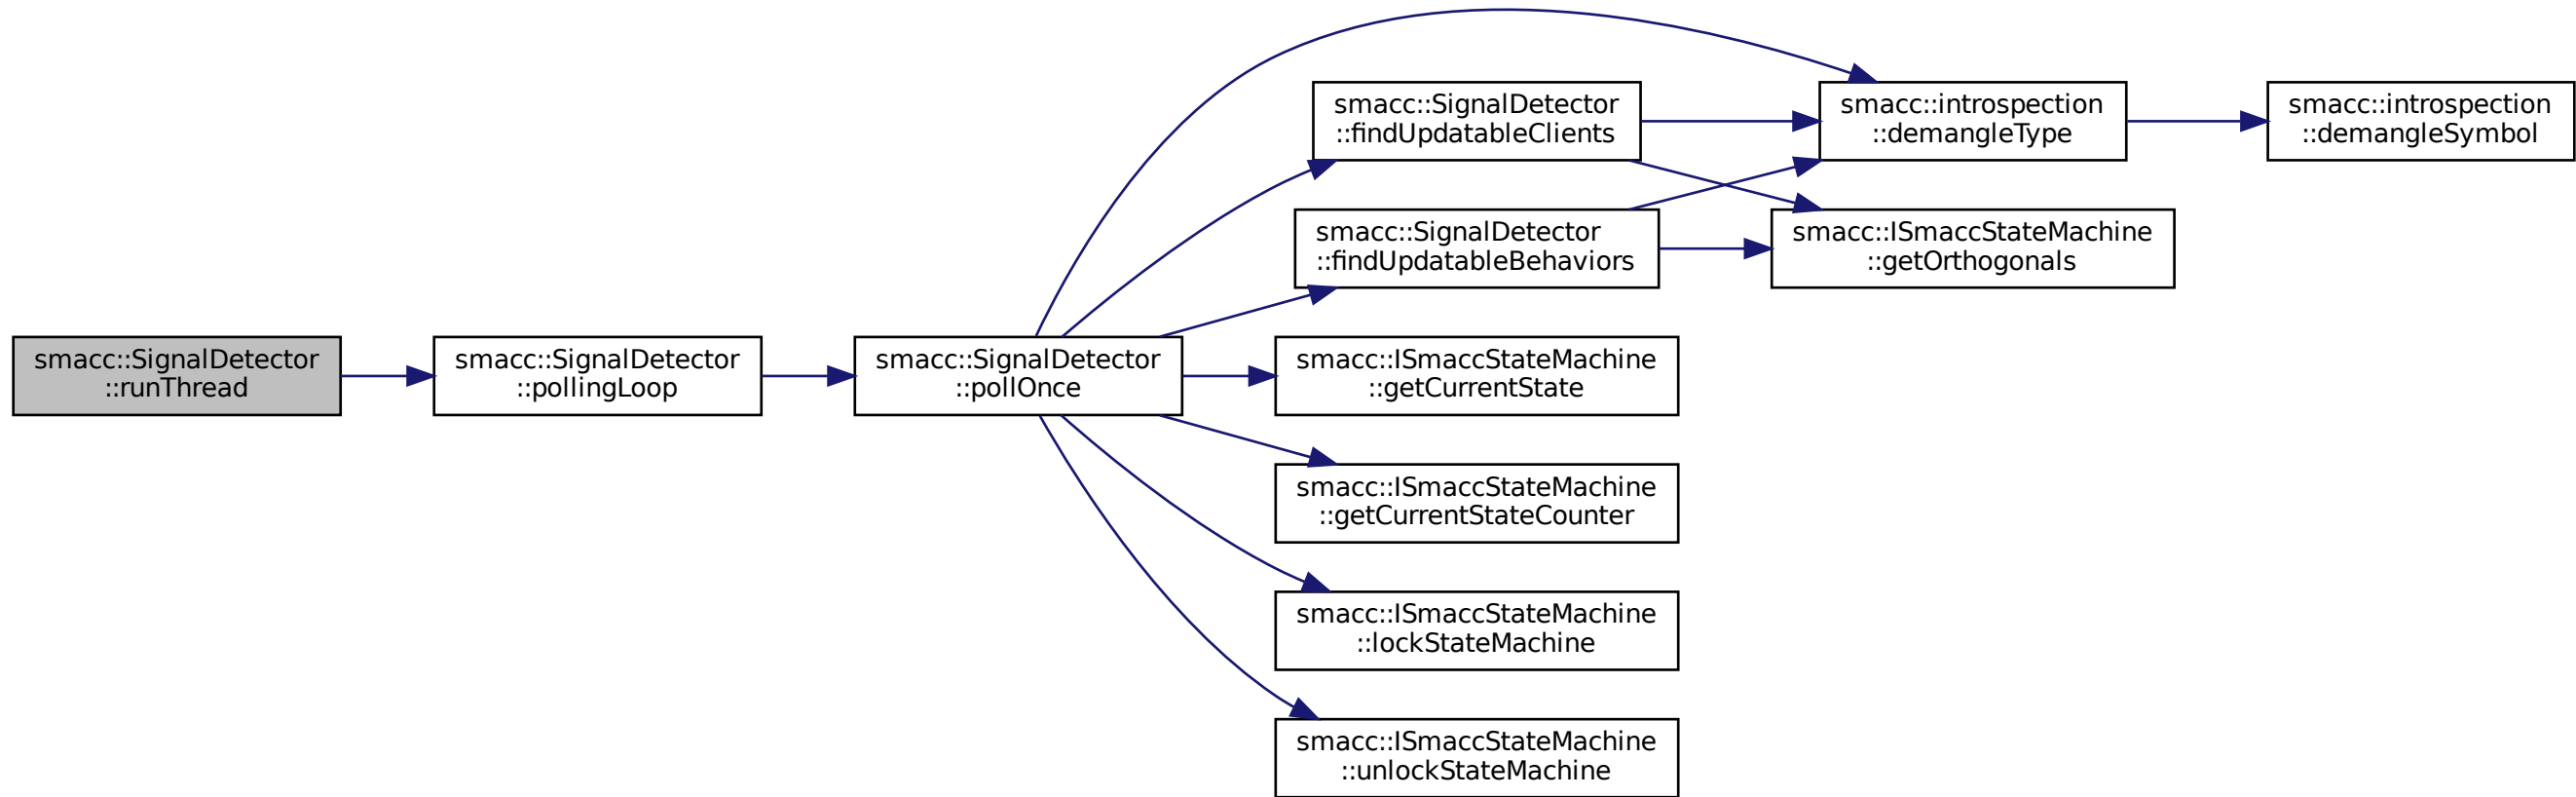 smacc::SignalDetector
::runThread
smacc::SignalDetector
::pollingLoop
smacc::SignalDetector
::pollOnce
smacc::SignalDetector
::findUpdatableClients
smacc::SignalDetector
::findUpdatableBehaviors
smacc::ISmaccStateMachine
::getCurrentState
smacc::ISmaccStateMachine
::getCurrentStateCounter
smacc::ISmaccStateMachine
::lockStateMachine
smacc::ISmaccStateMachine
::unlockStateMachine
smacc::introspection
::demangleType
smacc::ISmaccStateMachine
::getOrthogonals
smacc::introspection
::demangleSymbol